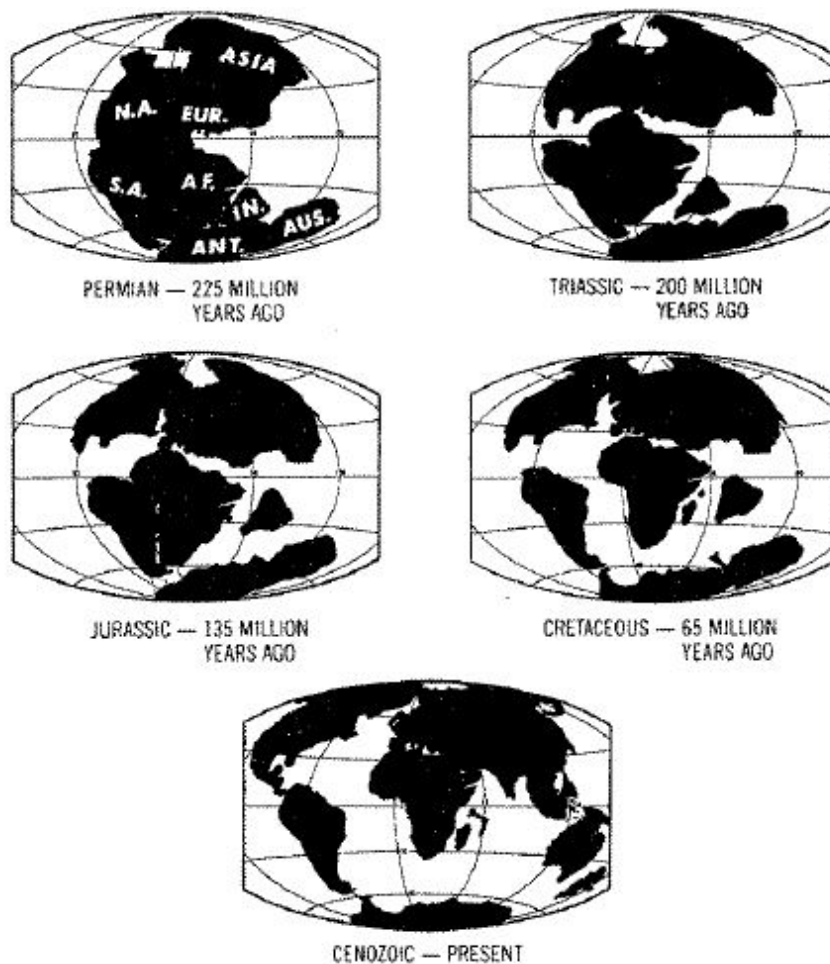 ASIA
N.A.
EUR.
S.A.
AF.
IN.
AUS.
ANT.
PERMIAN — 225 MILLION
YEARS AGO
TRIASSIC — 200 MILLION
YEARS AGO
JURASSIC — 135 MILLION
YEARS AGO
CRETACEOUS — 65 MILLION
YEARS AGO
CENOZOIC — PRESENT